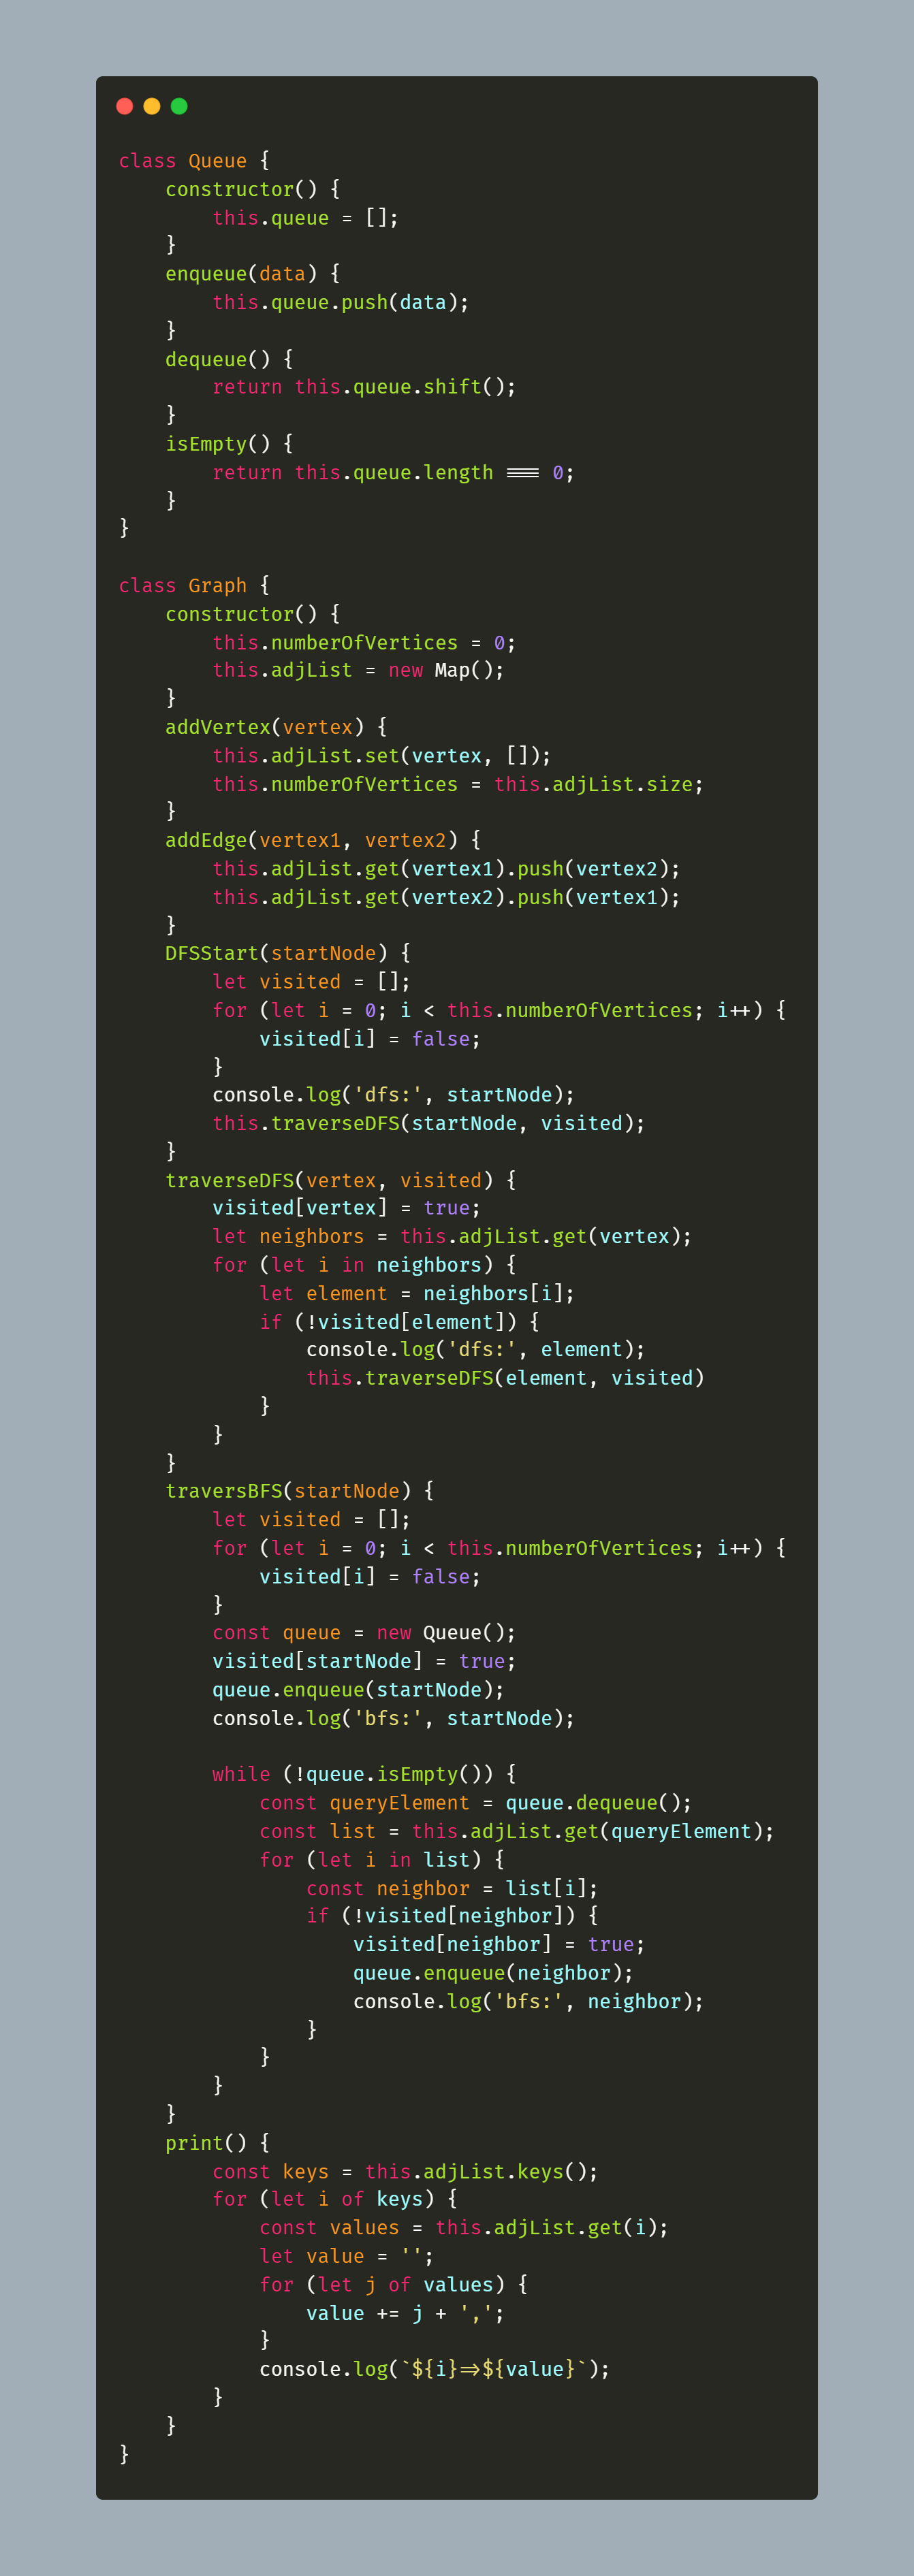 class Queue {
    constructor() {
        this.queue = [];
    }
    enqueue(data) {
        this.queue.push(data);
    }
    dequeue() {
        return this.queue.shift();
    }
    isEmpty() {
        return this.queue.length === 0;
    }
}

class Graph {
    constructor() {
        this.numberOfVertices = 0;
        this.adjList = new Map();
    }
    addVertex(vertex) {
        this.adjList.set(vertex, []);
        this.numberOfVertices = this.adjList.size;
    }
    addEdge(vertex1, vertex2) {
        this.adjList.get(vertex1).push(vertex2);
        this.adjList.get(vertex2).push(vertex1);
    }
    DFSStart(startNode) {
        let visited = [];
        for (let i = 0; i < this.numberOfVertices; i++) {
            visited[i] = false;
        }
        console.log('dfs:', startNode);
        this.traverseDFS(startNode, visited);
    }
    traverseDFS(vertex, visited) {
        visited[vertex] = true;
        let neighbors = this.adjList.get(vertex);
        for (let i in neighbors) {
            let element = neighbors[i];
            if (!visited[element]) {
                console.log('dfs:', element);
                this.traverseDFS(element, visited)
            }
        }
    }
    traversBFS(startNode) {
        let visited = [];
        for (let i = 0; i < this.numberOfVertices; i++) {
            visited[i] = false;
        }
        const queue = new Queue();
        visited[startNode] = true;
        queue.enqueue(startNode);
        console.log('bfs:', startNode);

        while (!queue.isEmpty()) {
            const queryElement = queue.dequeue();
            const list = this.adjList.get(queryElement);
            for (let i in list) {
                const neighbor = list[i];
                if (!visited[neighbor]) {
                    visited[neighbor] = true;
                    queue.enqueue(neighbor);
                    console.log('bfs:', neighbor);
                }
            }
        }
    }
    print() {
        const keys = this.adjList.keys();
        for (let i of keys) {
            const values = this.adjList.get(i);
            let value = '';
            for (let j of values) {
                value += j + ',';
            }
            console.log(`${i}=>${value}`);
        }
    }
}